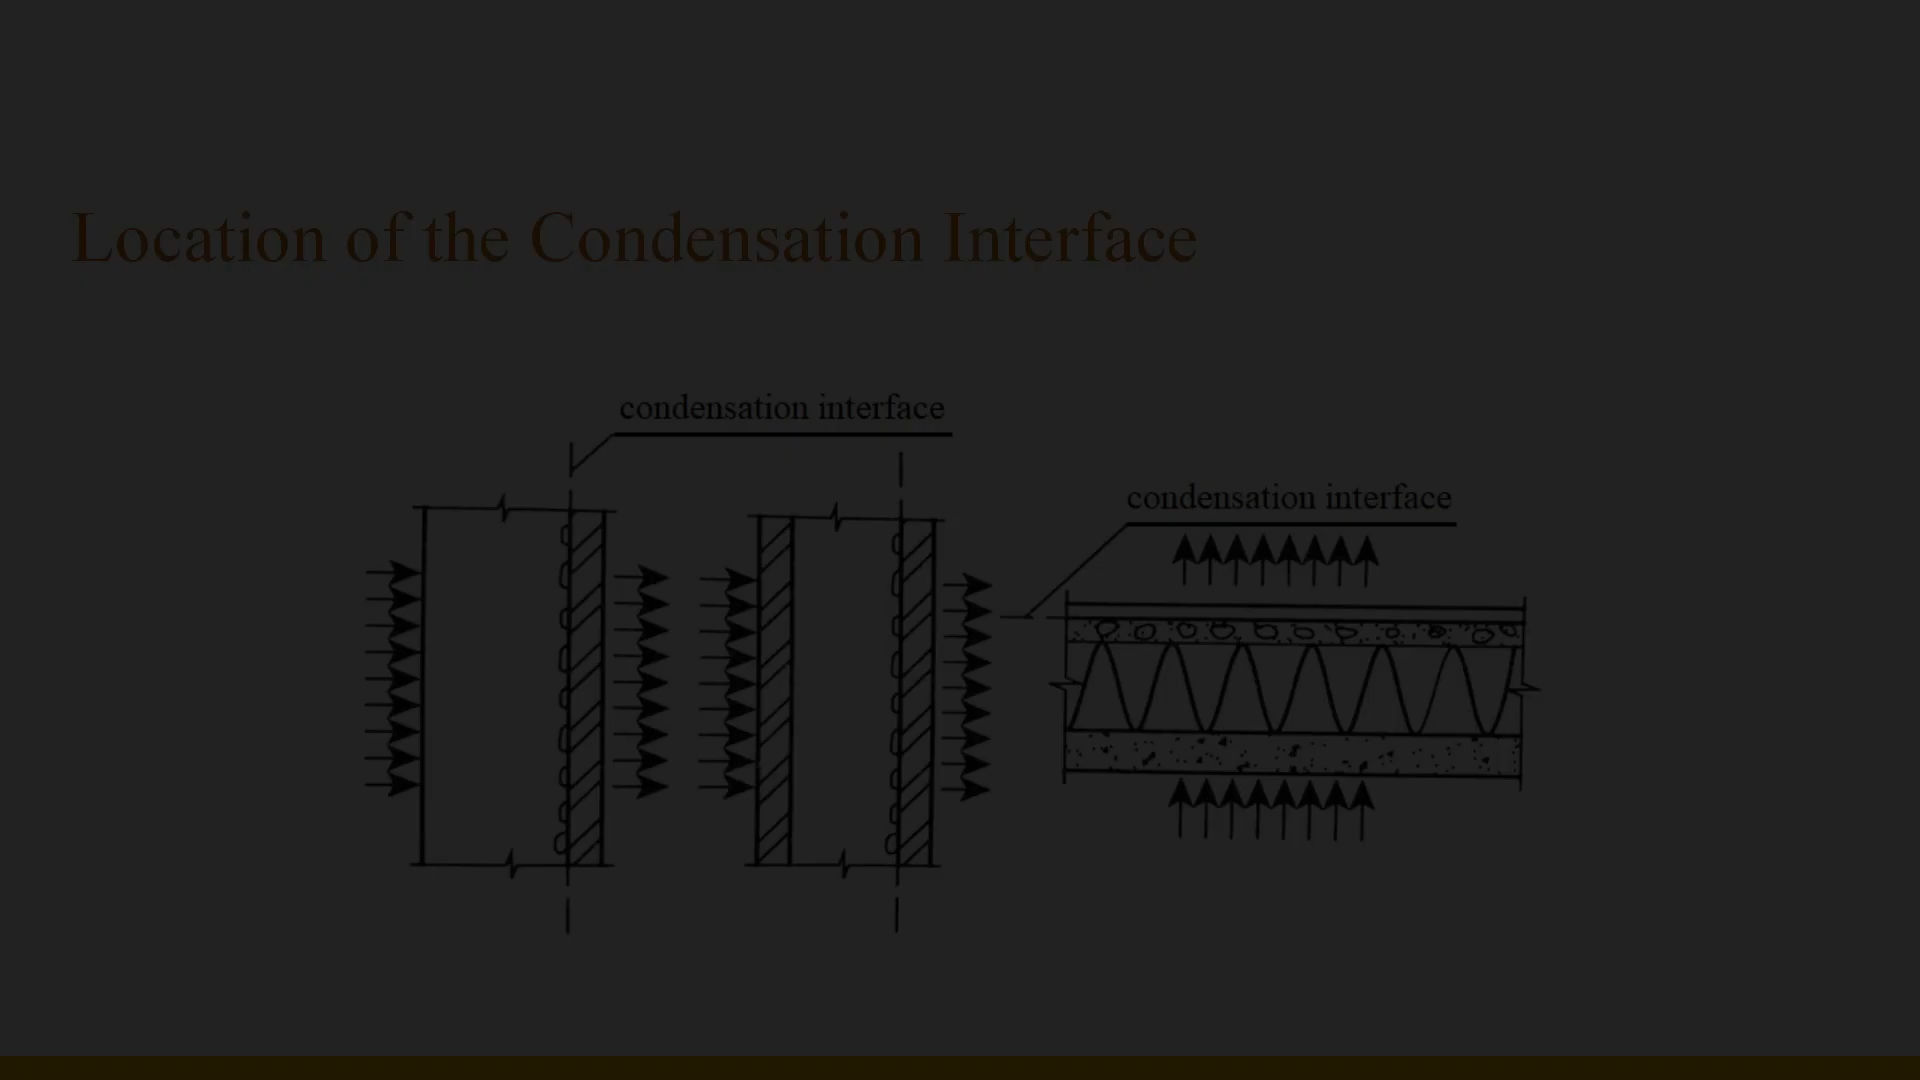 Location of the Condensation Interface
condensation interface
condensation interface